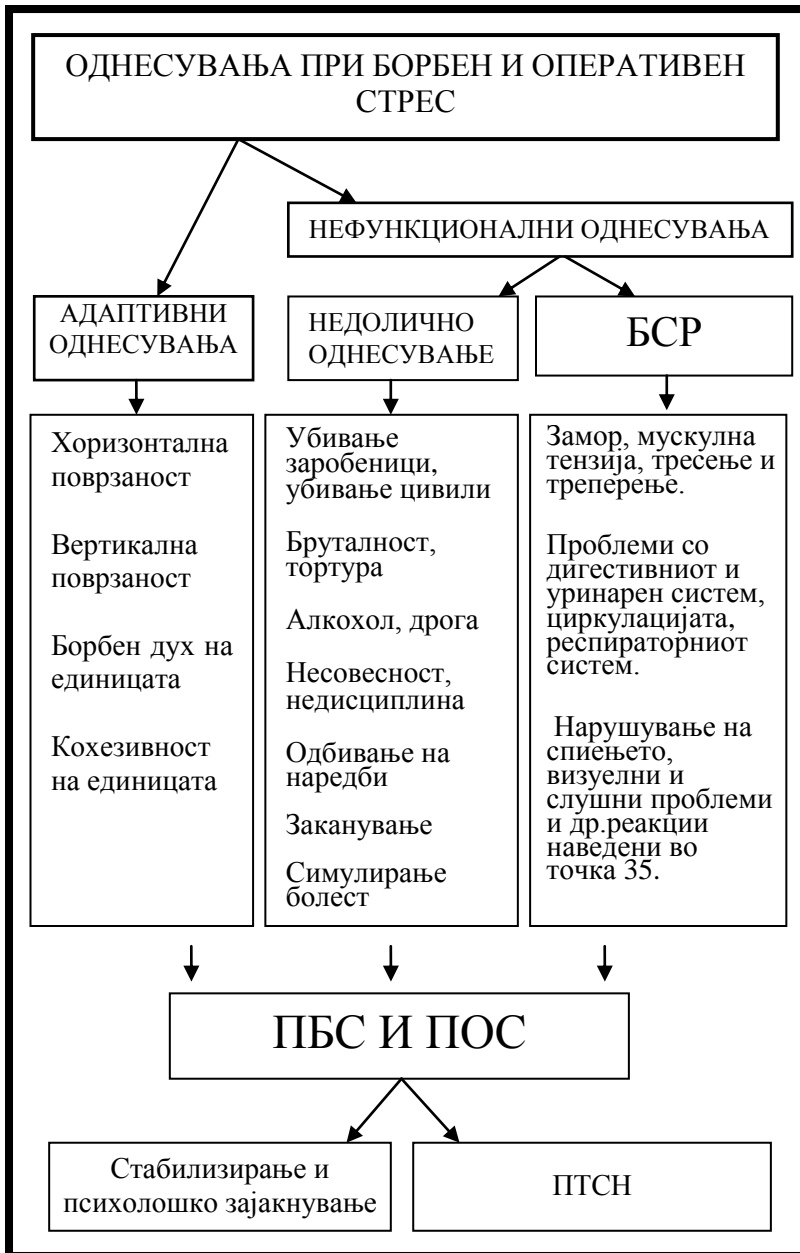 ОДНЕСУВАЊА ПРИ БОРБЕН И ОПЕРАТИВЕН
СТРЕС
НЕФУНКЦИОНАЛНИ ОДНЕСУВАЊА
АДАПТИВНИ
ОДНЕСУВАЊА
НЕДОЛИЧНО
ОДНЕСУВАЊЕ
БСР
Хоризонтална
поврзаност
Вертикална
поврзаност
Борбен дух на
единицата
Кохезивност
на единицата
Убивање
заробеници,
убивање цивили
Бруталност,
тортура
Алкохол, дрога
Несовесност,
недисциплина
Одбивање на
наредби
Заканување
Симулирање
болест
Замор, мускулна
тензија, тресење и
треперење.
Проблеми со
дигестивниот и
уринарен систем,
циркулацијата,
респираторниот
систем.
Нарушување на
спиењето,
визуелни и
слушни проблеми
и др.реакции
наведени во
точка 35.
ПБС И ПОС
Стабилизирање и
психолошко зајакнување
ПТСН